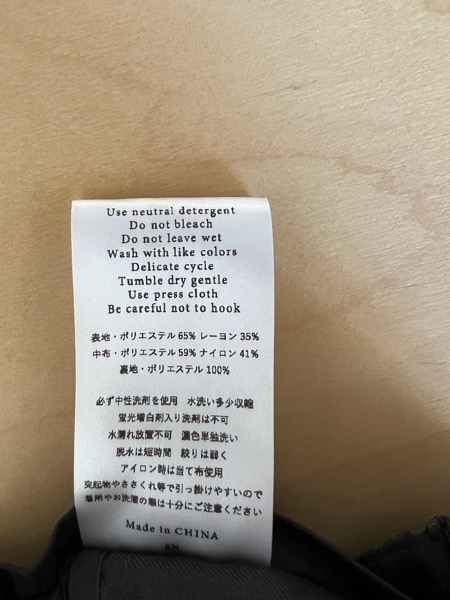 Use neutral detergent
Do not bleach
Do not leave wet
Wash with like colors
Delicate cycle
Tumble dry gentle
Use press cloth
Be careful not to hook
表地・ポリエステル65% レーヨン35%
中布・ポリエステル59% ナイロン41%
裏地・ポリエステル100%
必ず中性洗剤を使用 水洗い多少収縮
蛍光増白剤入り洗剤は不可
水濡れ放置不可 濃色単独洗い
脱水は短時間 絞りは弱く
アイロン時は当て布使用
突起物やささくれ等で引っ掛けやすいので
着用やお洗濯の際は十分にご注意ください
Made in CHINA